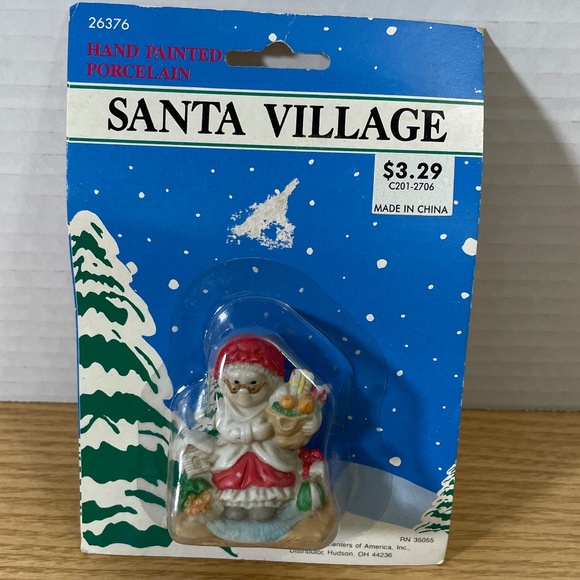 26376
HAND PAINTED
PORCELAIN
SANTA VILLAGE
$3.29
C201-2706
MADE IN CHINA
RN 35055
enters of America, Inc.,
Distributor, Hudson, OH 44236